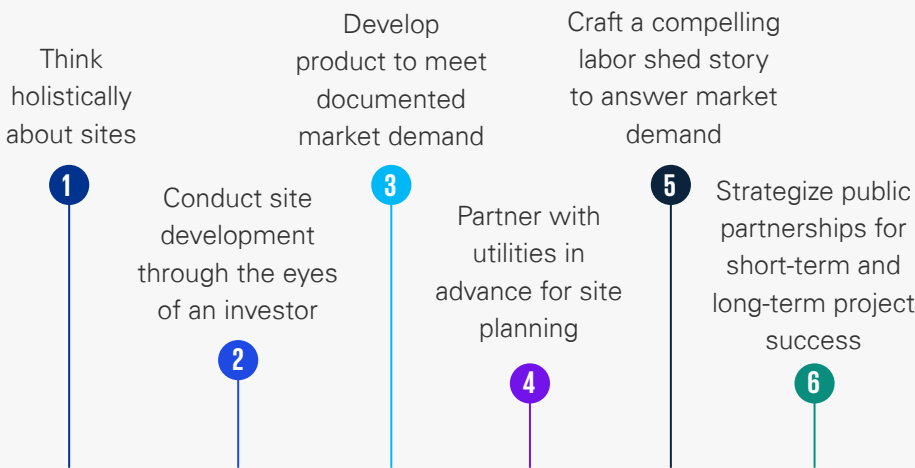 Think
holistically
about sites
1
Conduct site
development
through the eyes
of an investor
2
Develop
product to meet
documented
market demand
3
Partner with
utilities in
advance for site
planning
4
Craft a compelling
labor shed story
to answer market
demand
5
Strategize public
partnerships for
short-term and
long-term project
success
6